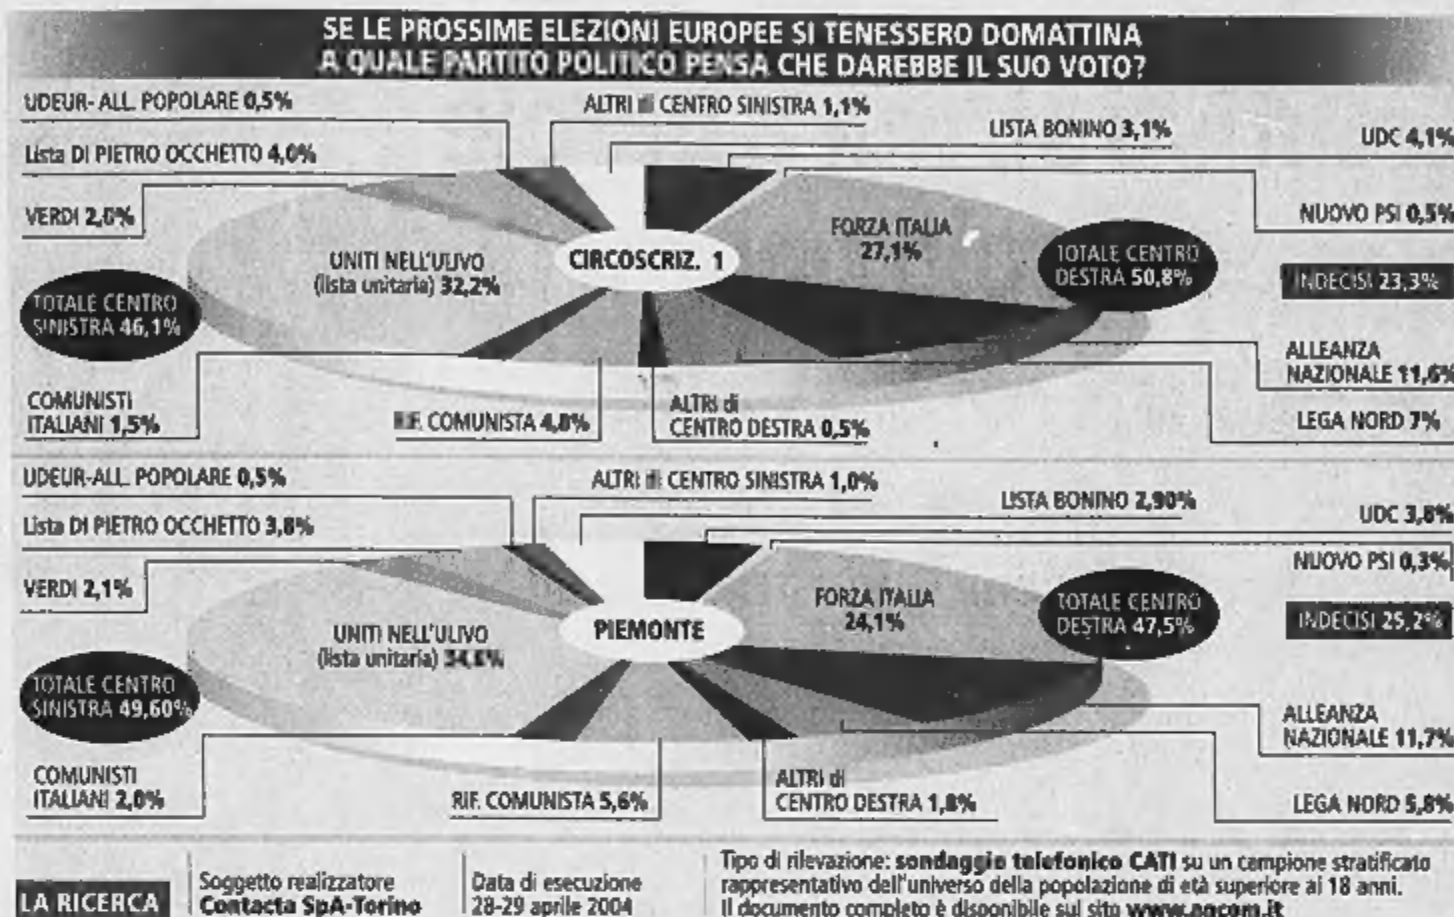 SE LE PROSSIME ELEZIONI EUROPEE SI TENESSERO DOMATTINA
A QUALE PARTITO POLITICO PENSA CHE DAREBBE IL SUO VOTO?
UDEUR- ALL. POPOLARE 0,5%
ALTRI di CENTRO SINISTRA 1,1%
LISTA BONINO 3,1%
UDC 4,1%
Lista DI PIETRO OCCHETTO 4,0%
VERDI 2,0%
NUOVO PSI 0,5%
FORZA ITALIA
27,1%
UNITI NELL'ULIVO
(lista unitaria) 32,2%
CIRCOSCRIZ. 1
TOTALE CENTRO
DESTRA 50,8%
INDECISI 23,3%
TOTALE CENTRO
SINISTRA 46,1%
ALLEANZA
NAZIONALE 11,6%
COMUNISTI
ITALIANI 1,5%
RIF. COMUNISTA 4,8%
ALTRI di
CENTRO DESTRA 0,5%
LEGA NORD 7%
UDEUR-ALL. POPOLARE 0,5%
ALTRI di CENTRO SINISTRA 1,0%
LISTA BONINO 2,90%
UDC 3,8%
Lista DI PIETRO OCCHETTO 3,8%
VERDI 2,1%
NUOVO PSI 0,3%
FORZA ITALIA
24,1%
UNITI NELL'ULIVO
(lista unitaria)
PIEMONTE
TOTALE CENTRO
DESTRA 47,5%
INDECISI 25,2%
TOTALE CENTRO
SINISTRA 49,60%
ALLEANZA
NAZIONALE 11,7%
COMUNISTI
ITALIANI 2,0%
RIF. COMUNISTA 5,6%
ALTRI di
CENTRO DESTRA 1,8%
LEGA NORD 5,8%
LA RICERCA
Soggetto realizzatore
Contacta SpA-Torino
Data di esecuzione
28-29 aprile 2004
Tipo di rilevazione: sondaggio telefonico CATI su un campione stratificato
rappresentativo dell'universo della popolazione di età superiore ai 18 anni.
Il documento completo è disponibile sul sito www.agcom.it